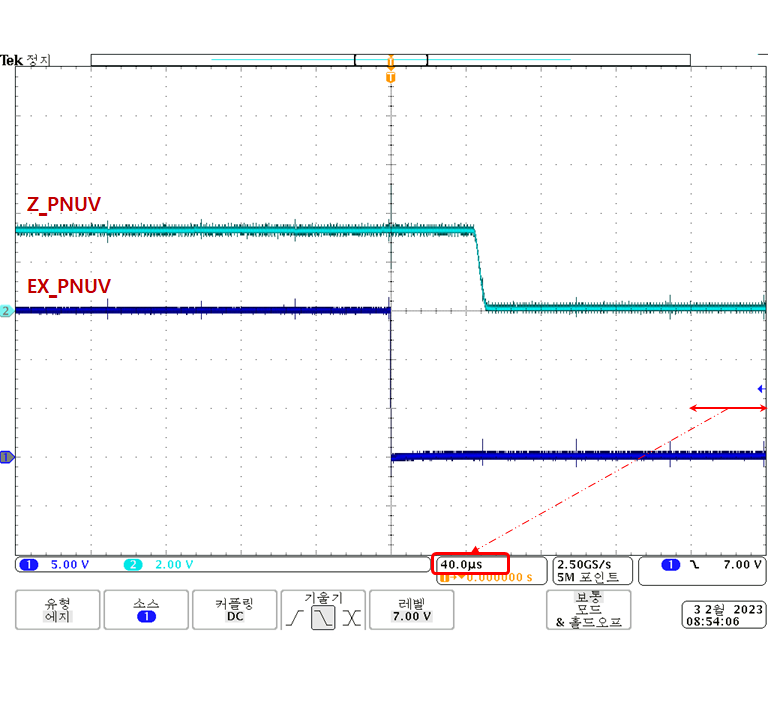 Tek 정지
T
T
Z_PNUV
EX_PNUV
2
1
1 5.00 V 2 2.00 V
40.0µs
0.000000 s
2.50GS/s
5M 포인트
1 7.00 V
유형
에지
소스
1
커플링
DC
기울기
레벨
7.00 V
보통
모드
& 홀드오프
3 2월 2023
08:54:06